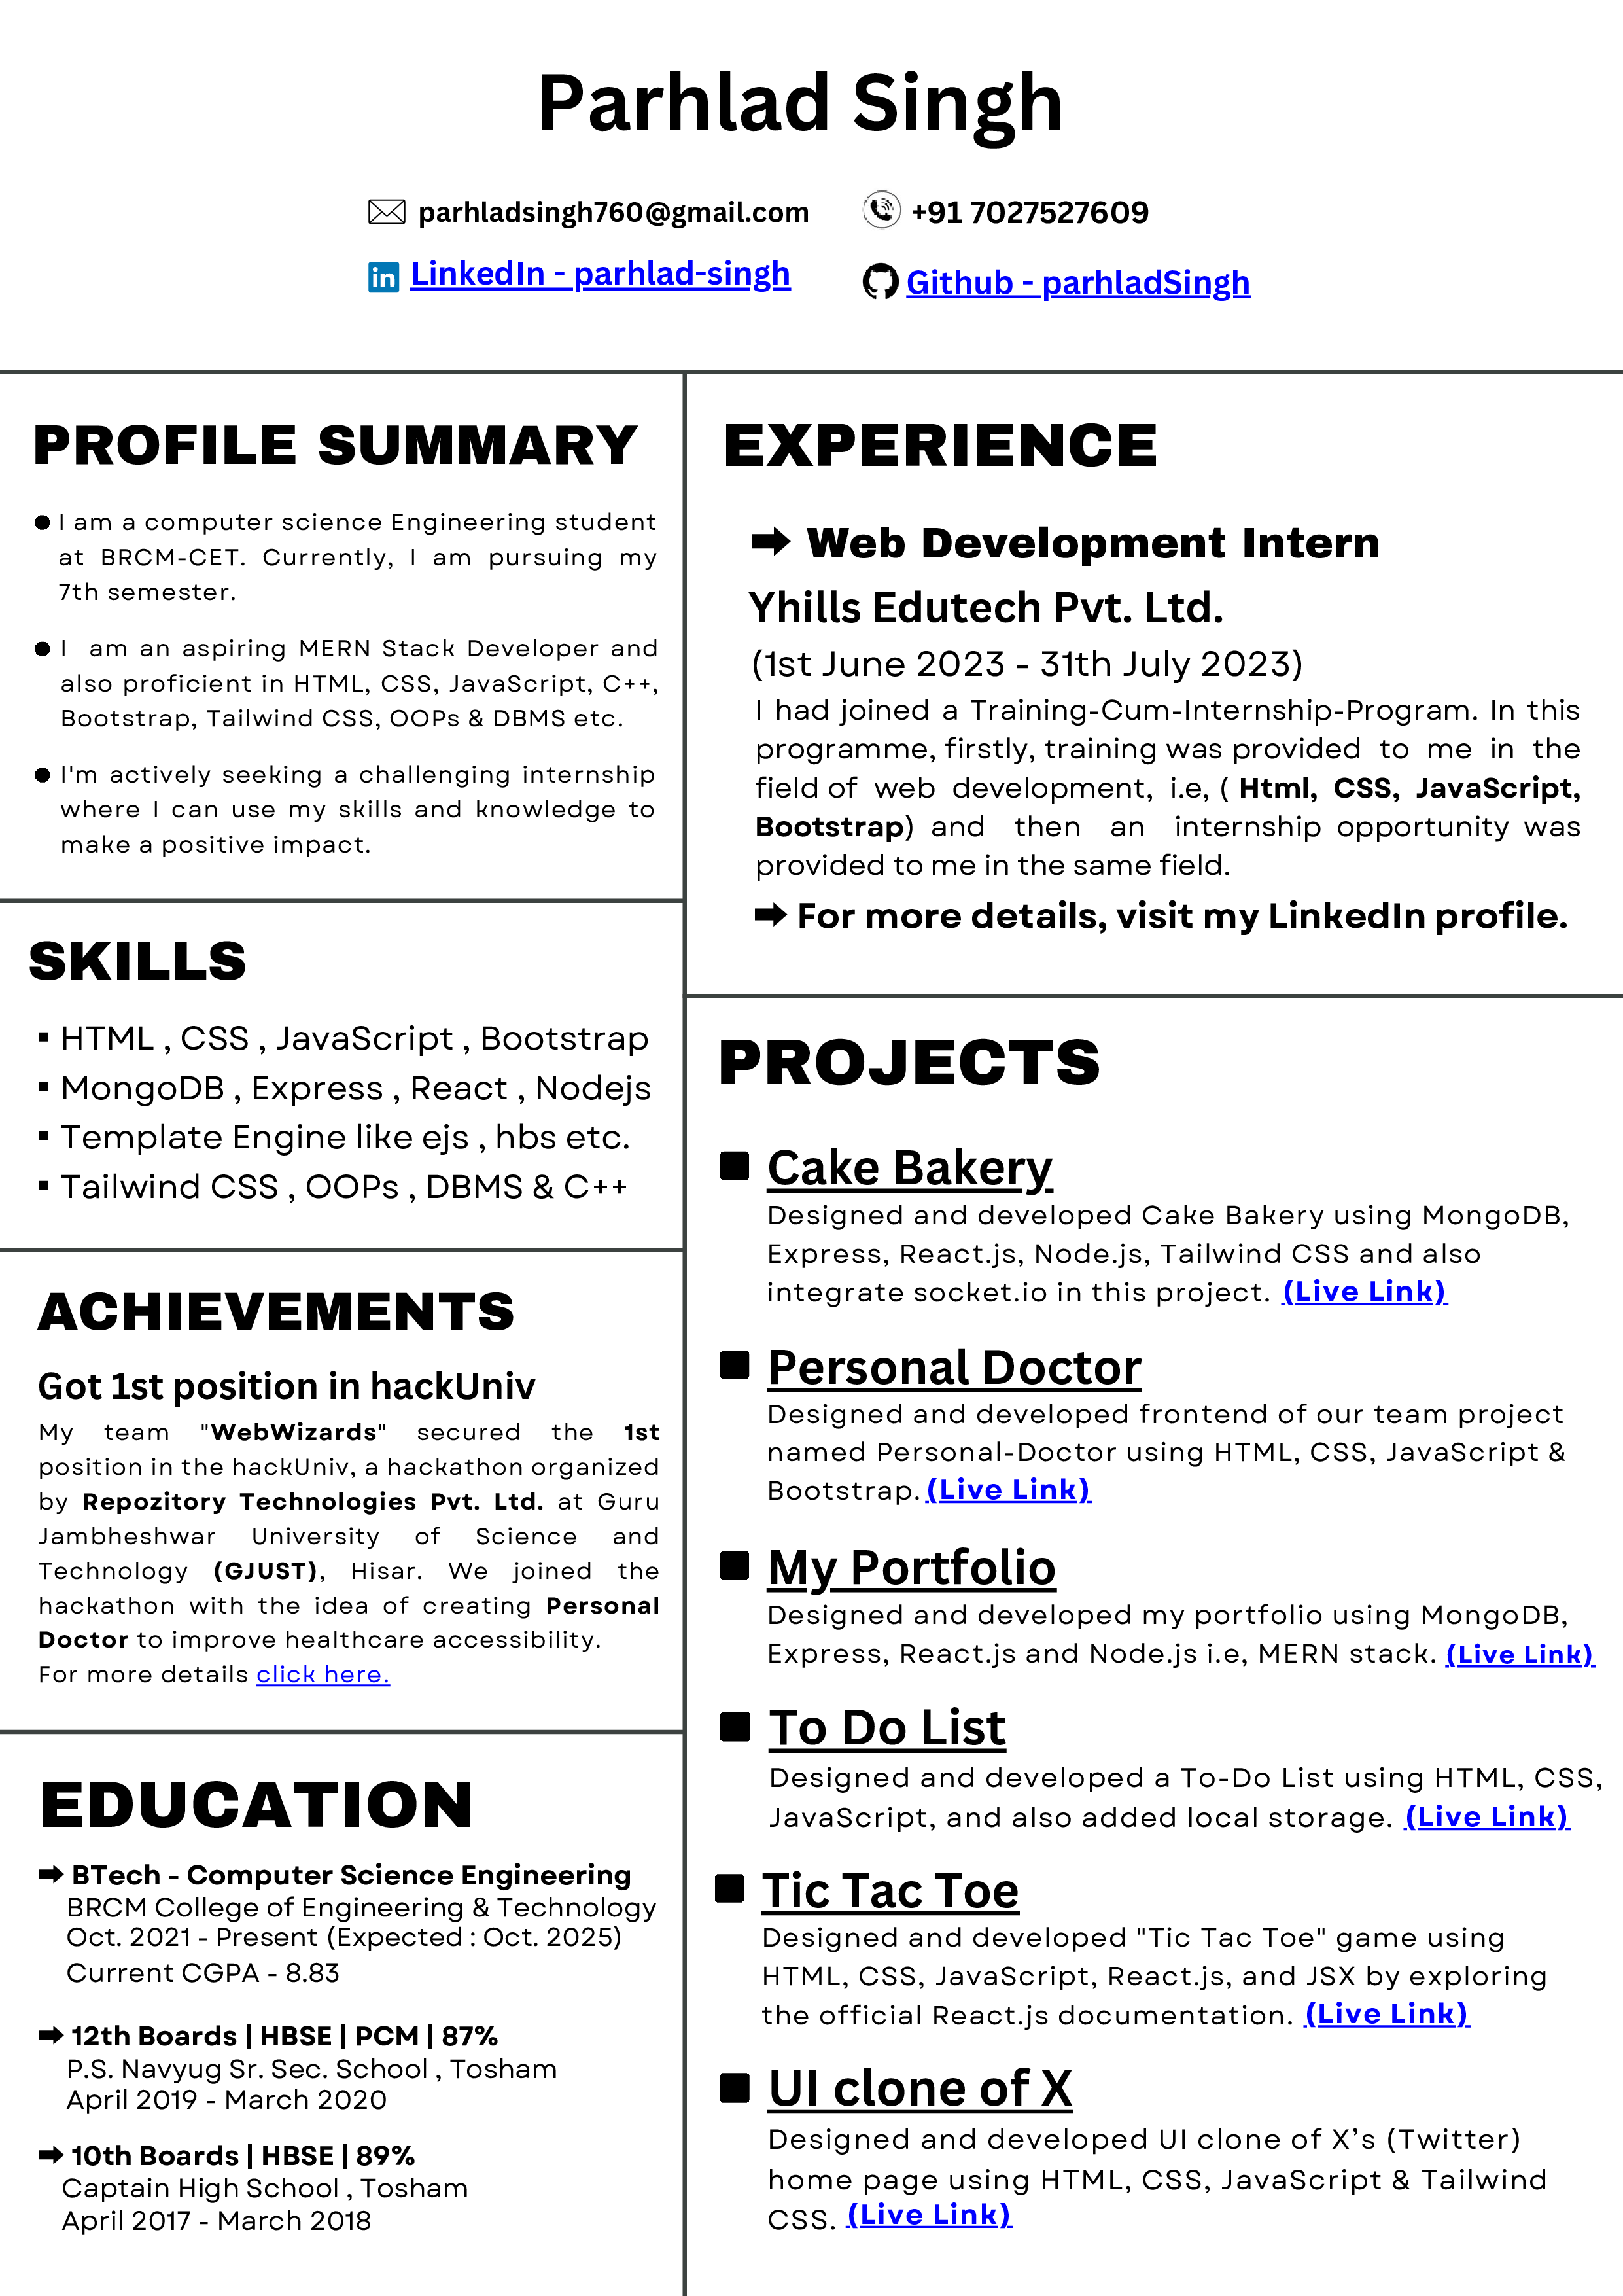 Parhlad Singh
parhladsingh760@gmail.com
+91 7027527609
LinkedIn - parhlad-singh
Github - parhladSingh
PROFILE SUMMARY
● I am a computer science Engineering student
at BRCM-CET. Currently, I am pursuing my
7th semester.
● I am an aspiring MERN Stack Developer and
also proficient in HTML, CSS, JavaScript, C++,
Bootstrap, Tailwind CSS, OOPs & DBMS etc.
● I'm actively seeking a challenging internship
where I can use my skills and knowledge to
make a positive impact.
SKILLS
▪ HTML , CSS , JavaScript , Bootstrap
▪ MongoDB , Express , React , Nodejs
▪ Template Engine like ejs , hbs etc.
▪ Tailwind CSS , OOPs , DBMS & C++
ACHIEVEMENTS
Got 1st position in hackUniv
My team "WebWizards" secured the 1st
position in the hackUniv, a hackathon organized
by Repozitory Technologies Pvt. Ltd. at Guru
Jambheshwar University of Science and
Technology (GJUST), Hisar. We joined the
hackathon with the idea of creating Personal
Doctor to improve healthcare accessibility.
For more details click here.
EDUCATION
➡ BTech - Computer Science Engineering
BRCM College of Engineering & Technology
Oct. 2021 - Present (Expected : Oct. 2025)
Current CGPA - 8.83
➡ 12th Boards | HBSE | PCM | 87%
P.S. Navyug Sr. Sec. School , Tosham
April 2019 - March 2020
➡ 10th Boards | HBSE | 89%
Captain High School , Tosham
April 2017 - March 2018
EXPERIENCE
➡ Web Development Intern
Yhills Edutech Pvt. Ltd.
(1st June 2023 - 31th July 2023)
I had joined a Training-Cum-Internship-Program. In this
programme, firstly, training was provided to me in the
field of web development, i.e, ( Html, CSS, JavaScript,
Bootstrap) and then an internship opportunity was
provided to me in the same field.
➡ For more details, visit my LinkedIn profile.
PROJECTS
■ Cake Bakery
Designed and developed Cake Bakery using MongoDB,
Express, React.js, Node.js, Tailwind CSS and also
integrate socket.io in this project. (Live Link)
■ Personal Doctor
Designed and developed frontend of our team project
named Personal-Doctor using HTML, CSS, JavaScript &
Bootstrap. (Live Link)
■ My Portfolio
Designed and developed my portfolio using MongoDB,
Express, React.js and Node.js i.e, MERN stack. (Live Link)
■ To Do List
Designed and developed a To-Do List using HTML, CSS,
JavaScript, and also added local storage. (Live Link)
■ Tic Tac Toe
Designed and developed "Tic Tac Toe" game using
HTML, CSS, JavaScript, React.js, and JSX by exploring
the official React.js documentation. (Live Link)
■ UI clone of X
Designed and developed UI clone of X’s (Twitter)
home page using HTML, CSS, JavaScript & Tailwind
CSS. (Live Link)